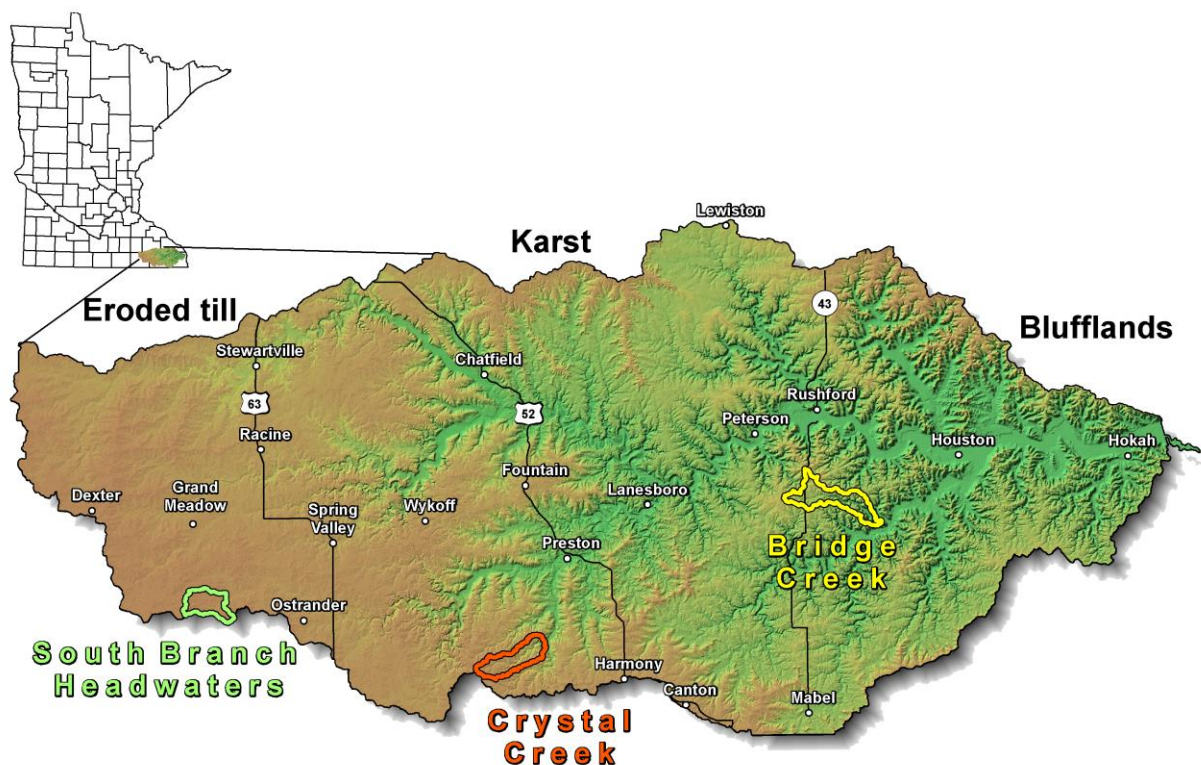 Lewiston
Karst
Eroded till
43
Blufflands
Stewartville
Chatfield
63
52
Rushford
Peterson
Racine
Houston
Hokah
Fountain
Lanesboro
Dexter
Grand
Meadow
Wykoff
Spring
Valley
Preston
Bridge
Creek
Ostrander
South Branch
Headwaters
Harmony
Canton
Mabel
Crystal
Creek